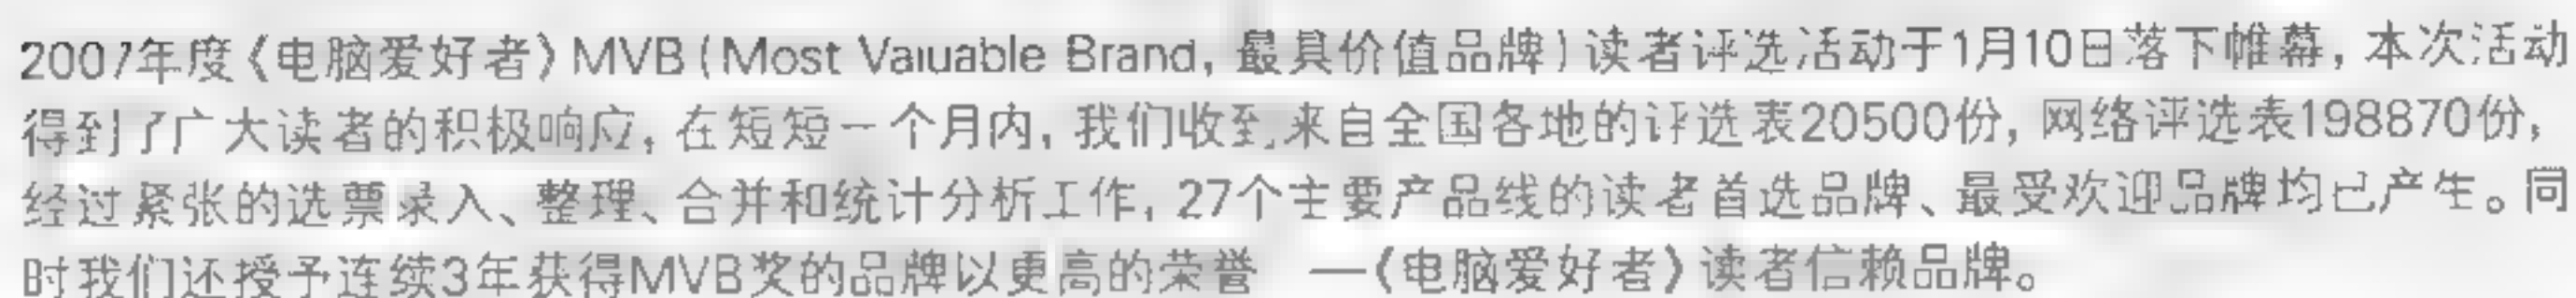 2007年度《电脑爱好者》MVB(Most Valuable Brand, 最具价值品牌)读者评选活动于1月10日落下帷幕,本次活动
得到了广大读者的积极响应,在短短一个月内,我们收到来自全国各地的评选表20500份,网络评选表198870份,
经过紧张的选票录入、整理、合并和统计分析工作,27个主要产品线的读者首选品牌、最受欢迎品牌均已产生。同
时我们还授予连续3年获得MVB奖的品牌以更高的荣誉 —《电脑爱好者》读者信赖品牌。